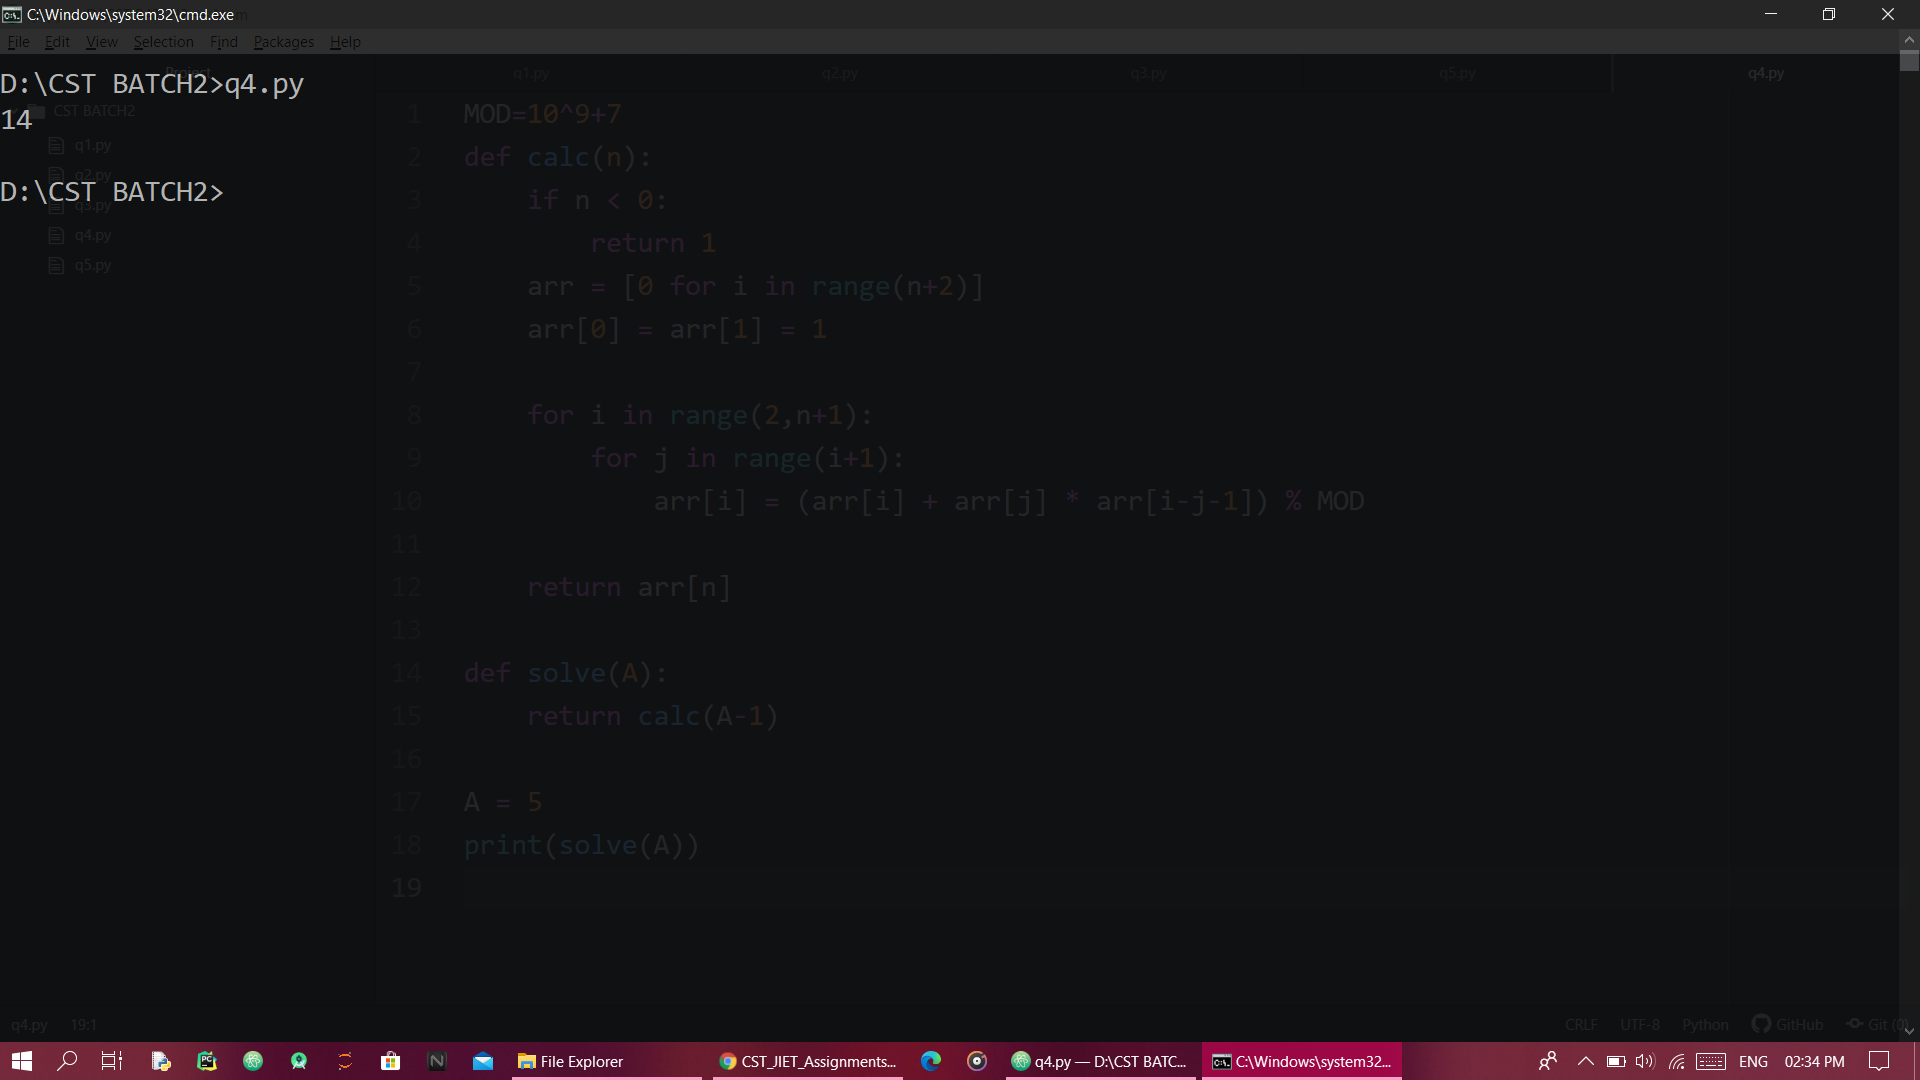 C:\Windows\system32\cmd.exe
File Edit View Selection Find Packages Help
D:\CST BATCH2>q4.py
14
D:\CST BATCH2>
Project
CST BATCH2
q1.py
q2.py
q3.py
q4.py
q5.py
q1.py q2.py q3.py q5.py q4.py
1 MOD=10^9+7
2 def calc(n):
3 if n < 0:
4 return 1
5 arr = [0 for i in range(n+2)]
6 arr[0] = arr[1] = 1
7
8 for i in range(2,n+1):
9 for j in range(i+1):
10 arr[i] = (arr[i] + arr[j] * arr[i-j-1]) % MOD
11
12 return arr[n]
13
14 def solve(A):
15 return calc(A-1)
16
17 A = 5
18 print(solve(A))
19
q4.py 19:1 CRLF UTF-8 Python GitHub Git (0)
File Explorer CST_JIET_Assignments... q4.py — D:\CST BATC... C:\Windows\system32... ENG 02:34 PM